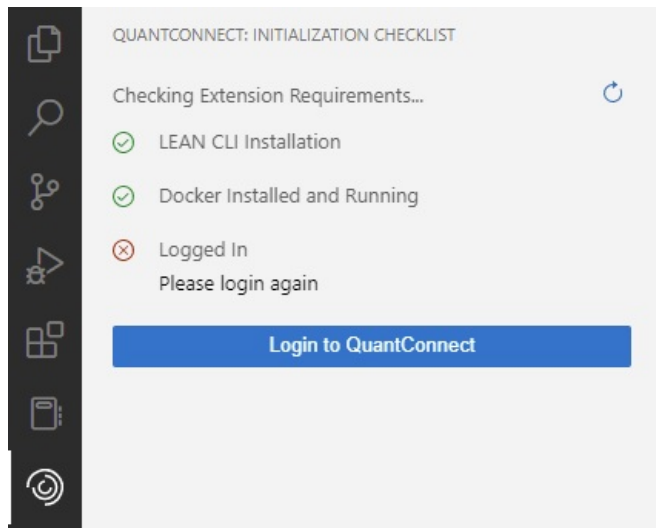 QUANTCONNECT: INITIALIZATION CHECKLIST
Checking Extension Requirements...
LEAN CLI Installation
Docker Installed and Running
Logged In
Please login again
Login to QuantConnect